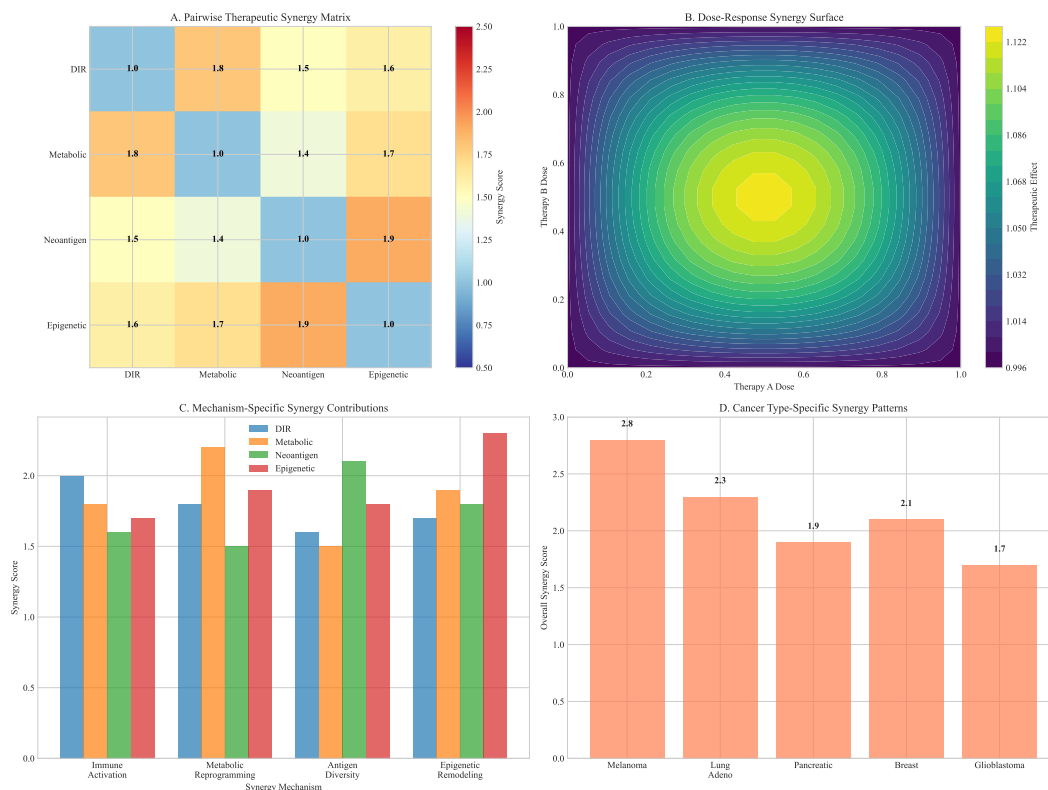 A. Pairwise Therapeutic Synergy Matrix
DIR 1.0 1.8 1.5 1.6
Metabolic 1.8 1.0 1.4 1.7
Neoantigen 1.5 1.4 1.0 1.9
Epigenetic 1.6 1.7 1.9 1.0
DIR Metabolic Neoantigen Epigenetic
2.50
2.25
2.00
1.75
1.50
1.25
1.00
0.75
0.50
Synergy Score
B. Dose-Response Synergy Surface
1.0
0.8
0.6
0.4
0.2
0.0
Therapy B Dose
0.0 0.2 0.4 0.6 0.8 1.0
Therapy A Dose
1.122
1.104
1.086
1.068
1.050
1.032
1.014
0.996
Therapeutic Effect
C. Mechanism-Specific Synergy Contributions
DIR
Metabolic
Neoantigen
Epigenetic
2.0
1.5
1.0
0.5
0.0
Synergy Score
Immune Metabolic Antigen Epigenetic
Activation Reprogramming Diversity Remodeling
Synergy Mechanism
D. Cancer Type-Specific Synergy Patterns
3.0
2.5
2.0
1.5
1.0
0.5
0.0
Overall Synergy Score
2.8 2.3 1.9 2.1 1.7
Melanoma Lung Pancreatic Breast Glioblastoma
Adeno